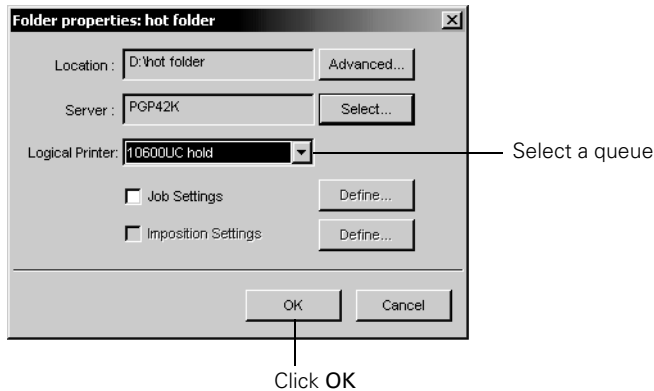 Folder properties: hot folder
Location : D:\hot folder Advanced...
Server : PGP42K Select...
Logical Printer: 10600UC hold Select a queue
Job Settings Define...
Imposition Settings Define...
OK Cancel
Click OK